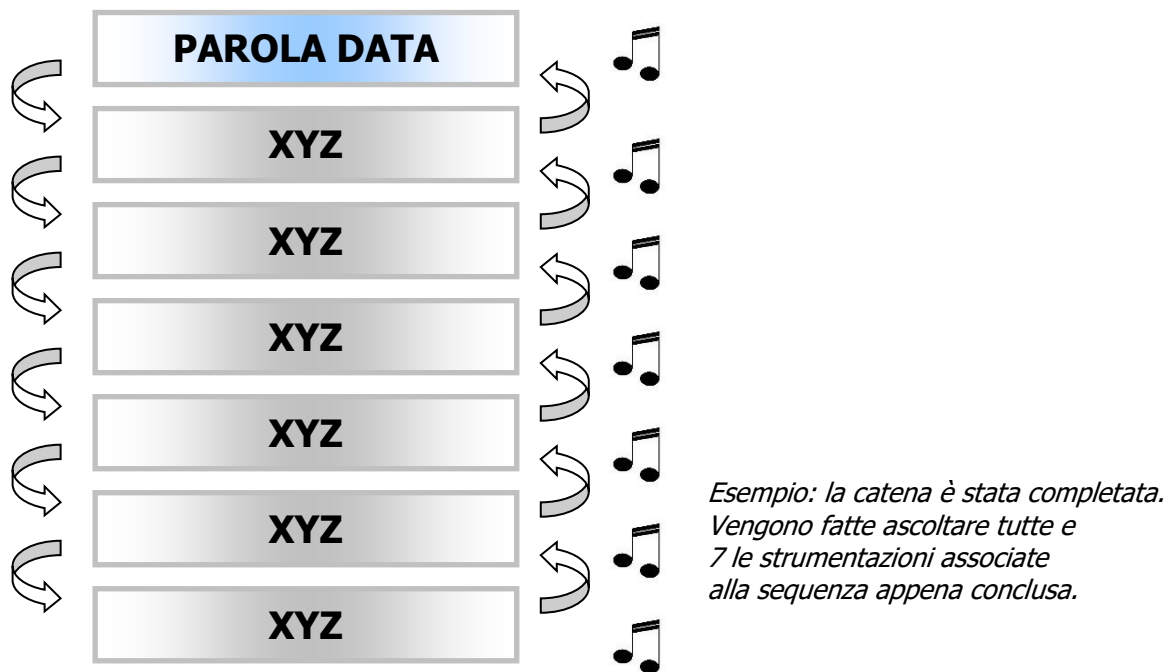 PAROLA DATA
XYZ
XYZ
XYZ
XYZ
XYZ
XYZ
Esempio: la catena è stata completata.
Vengono fatte ascoltare tutte e
7 le strumentazioni associate
alla sequenza appena conclusa.